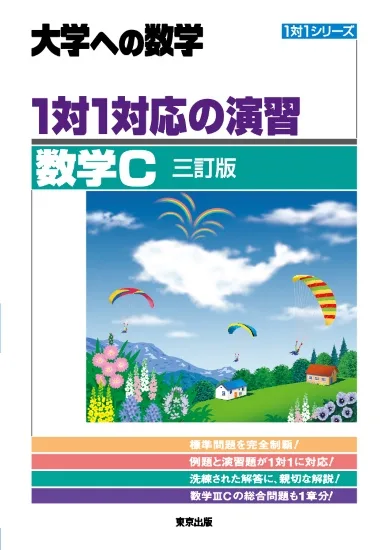 大学への数学
1対1シリーズ
1対1対応の演習
数学C 三訂版
標準問題を完全制覇!
例題と演習題が1対1に対応!
洗練された解答に、親切な解説!
数学ⅢCの総合問題も1章分!
東京出版